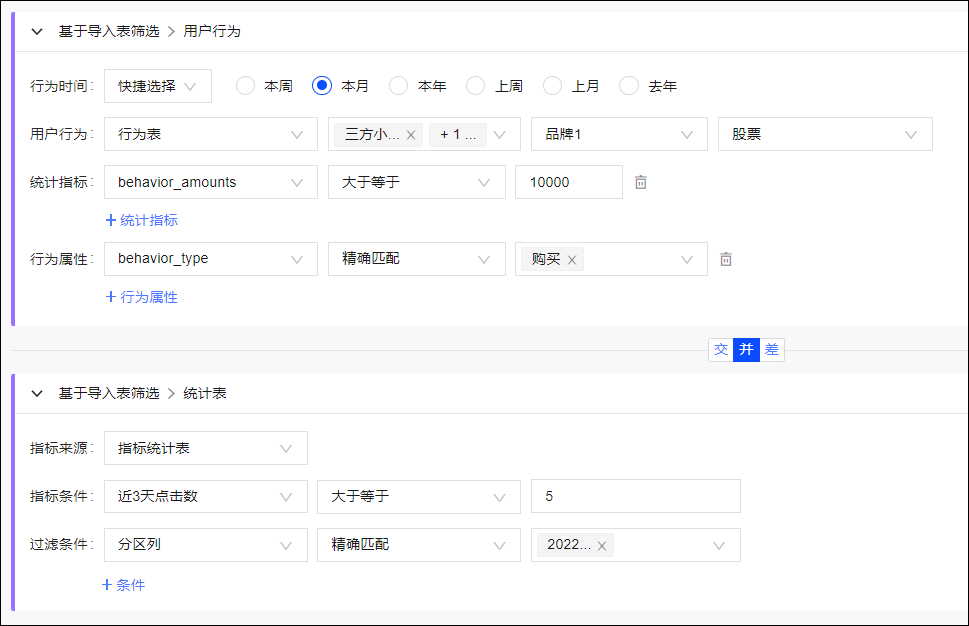 基于导入表筛选 > 用户行为
行为时间: 快捷选择 本周 本月 本年 上周 上月 去年
用户行为: 行为表 三方小... × + 1 ... 品牌1 股票
统计指标: behavior_amounts 大于等于 10000
+ 统计指标
行为属性: behavior_type 精确匹配 购买 ×
+ 行为属性
交 并 差
基于导入表筛选 > 统计表
指标来源: 指标统计表
指标条件: 近3天点击数 大于等于 5
过滤条件: 分区列 精确匹配 2022... ×
+ 条件